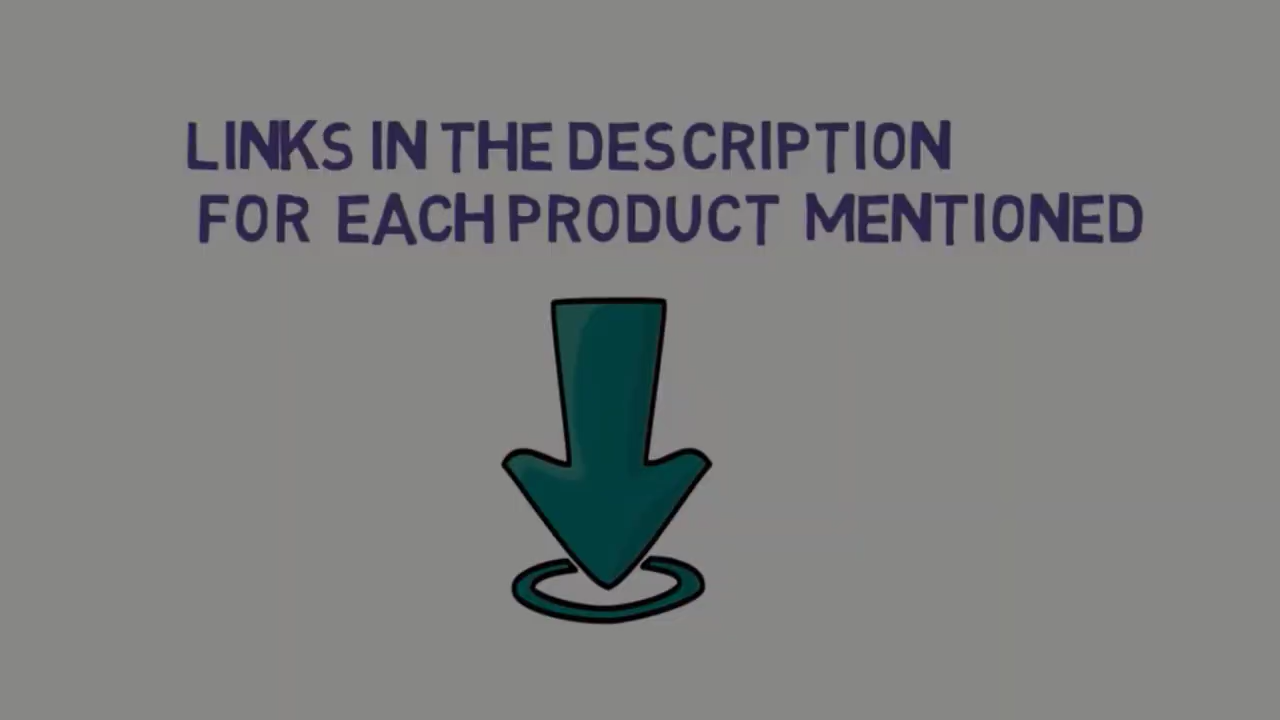 LINKS IN THE DESCRIPTION
FOR EACH PRODUCT MENTIONED